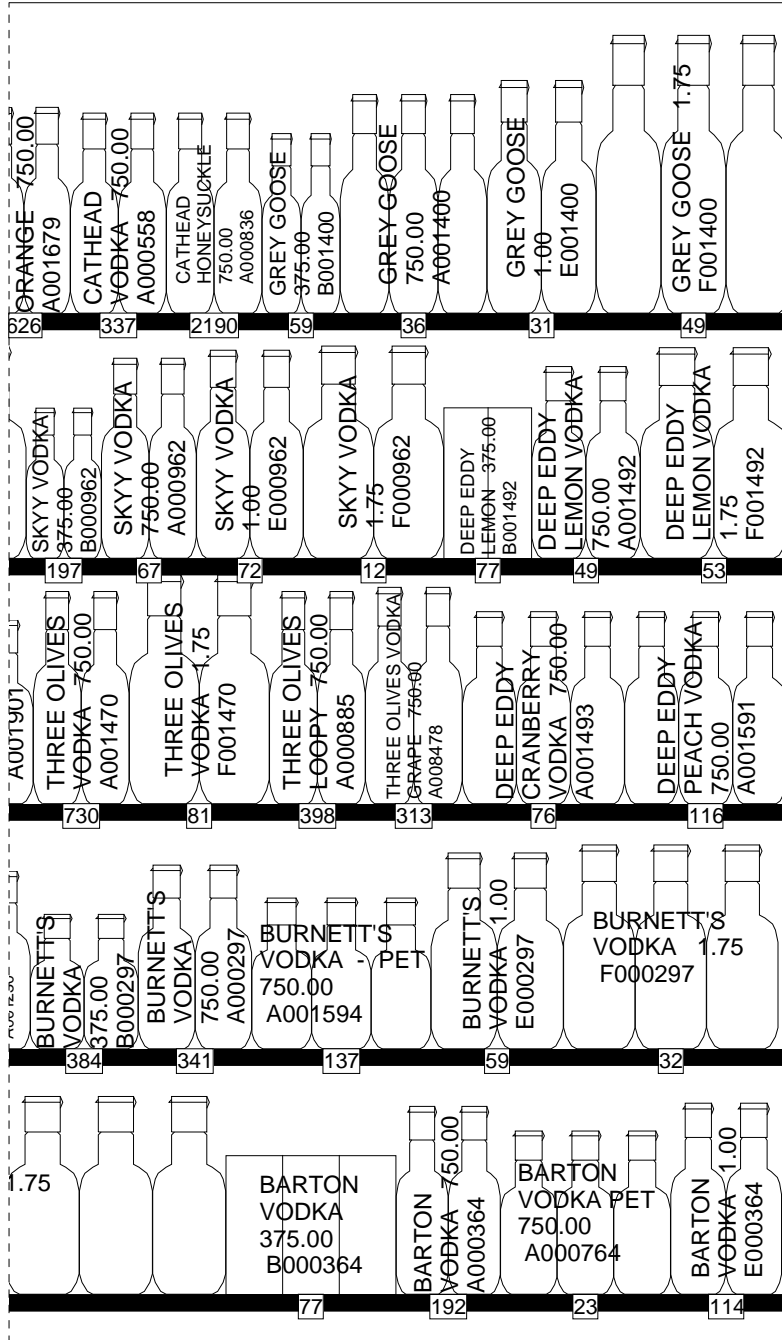 ORANGE 750.00
A001679
CATHEAD
VODKA 750.00
A000558
CATHEAD
HONEYSUCKLE
750.00
A000836
GREY GOOSE
375.00
B001400
GREY GOOSE
750.00
A001400
GREY GOOSE
1.00
E001400
GREY GOOSE 1.75
F001400
626 337 2190 59 36 31 49
SKYY VODKA
375.00
B000962
SKYY VODKA
750.00
A000962
SKYY VODKA
1.00
E000962
SKYY VODKA
1.75
F000962
DEEP EDDY
LEMON 375.00
B001492
DEEP EDDY
LEMON VODKA
750.00
A001492
DEEP EDDY
LEMON VODKA
1.75
F001492
197 67 72 12 77 49 53
A001901
THREE OLIVES
VODKA 750.00
A001470
THREE OLIVES
VODKA 1.75
F001470
THREE OLIVES
LOOPY 750.00
A000885
THREE OLIVES VODKA
GRAPE 750.00
A008478
DEEP EDDY
CRANBERRY
VODKA 750.00
A001493
DEEP EDDY
PEACH VODKA
750.00
A001591
730 81 398 313 76 116
BURNETT'S
VODKA
375.00
B000297
BURNETT'S
VODKA
750.00
A000297
BURNETT'S
VODKA - PET
750.00
A001594
BURNETT'S
VODKA 1.00
E000297
BURNETT'S
VODKA 1.75
F000297
384 341 137 59 32
1.75
BARTON
VODKA
375.00
B000364
BARTON
VODKA 750.00
A000364
BARTON
VODKA PET
750.00
A000764
BARTON
VODKA 1.00
E000364
77 192 23 114